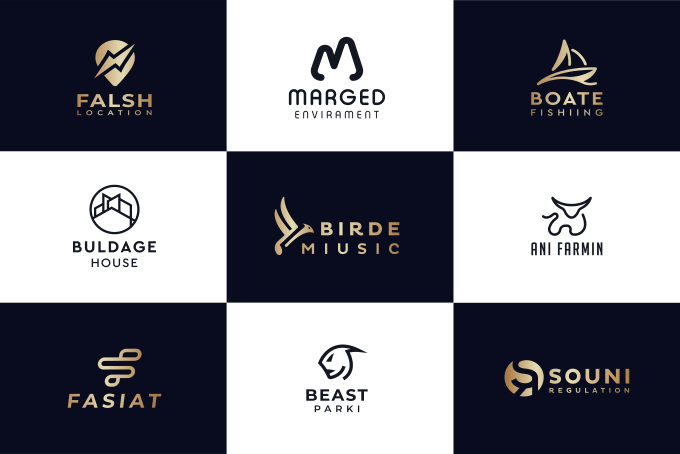 FALSH
LOCATION
MARGED
ENVIRAMENT
BOATE
FISHIING
BULDAGE
HOUSE
BIRDE
MIUSIC
ANI FARMIN
FASIAT
BEAST
PARKI
SOUNI
REGULATION